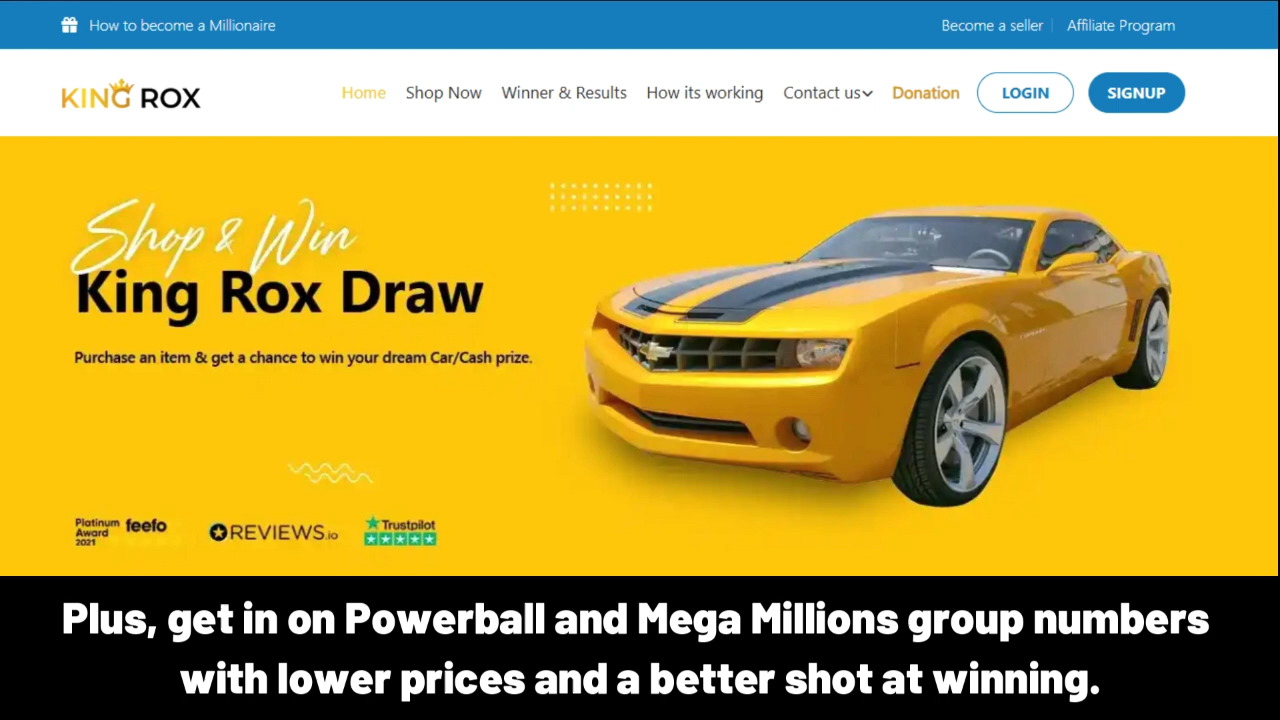 How to become a Millionaire
Become a seller
Affiliate Program
KING ROX
Home
Shop Now
Winner & Results
How its working
Contact us
Donation
LOGIN
SIGNUP
Shop & Win
King Rox Draw
Purchase an item & get a chance to win your dream Car/Cash prize.
Platinum
Award
2021
feefo
REVIEWS.io
Trustpilot
Plus, get in on Powerball and Mega Millions group numbers
with lower prices and a better shot at winning.